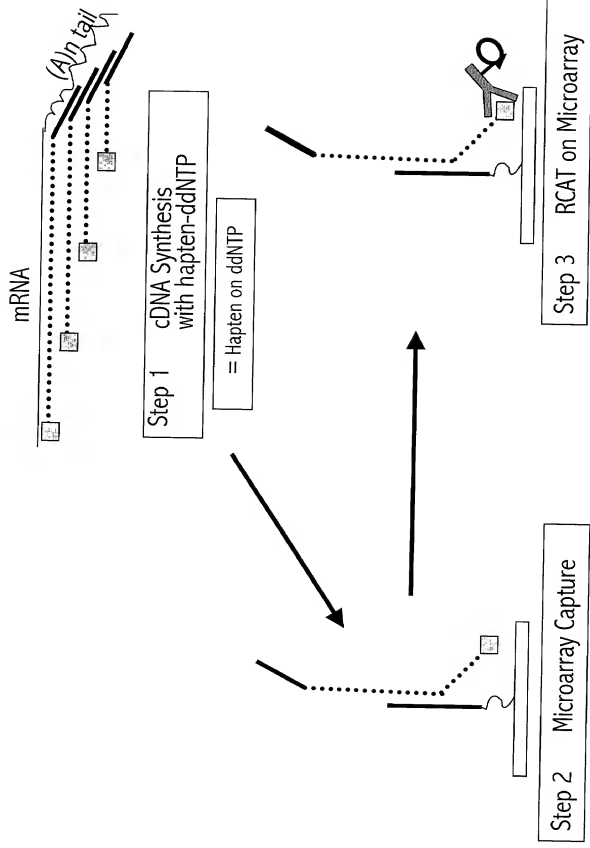 mRNA
(A)n tail
Step 1 cDNA Synthesis
with hapten-ddNTP
= Hapten on ddNTP
Step 2 Microarray Capture
Step 3 RCAT on Microarray